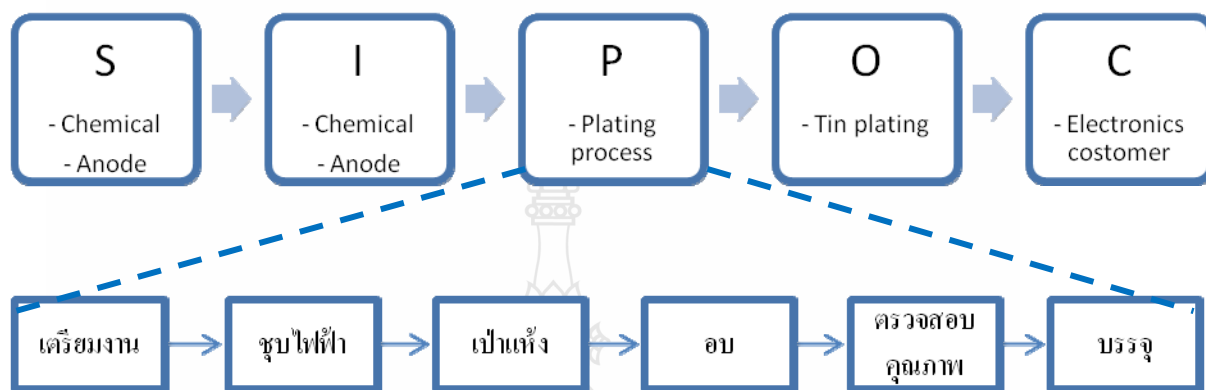 S
- Chemical
- Anode
I
- Chemical
- Anode
P
- Plating
process
O
- Tin plating
C
- Electronics
costomer
เตรียมงาน
ชุบไฟฟ้า
เป่าแห้ง
อบ
ตรวจสอบ
คุณภาพ
บรรจุ